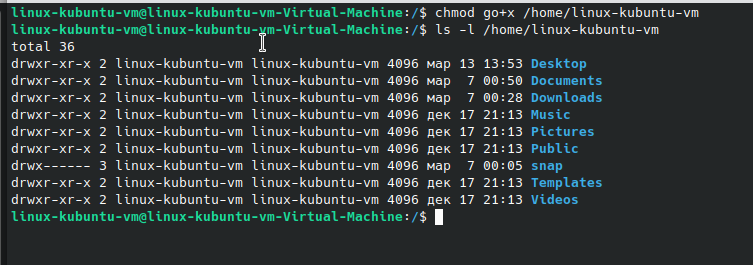 linux-kubuntu-vm@linux-kubuntu-vm-Virtual-Machine:/$ chmod go+x /home/linux-kubuntu-vm
linux-kubuntu-vm@linux-kubuntu-vm-Virtual-Machine:/$ ls -l /home/linux-kubuntu-vm
total 36
drwxr-xr-x 2 linux-kubuntu-vm linux-kubuntu-vm 4096 мар 13 13:53 Desktop
drwxr-xr-x 2 linux-kubuntu-vm linux-kubuntu-vm 4096 мар  7 00:50 Documents
drwxr-xr-x 2 linux-kubuntu-vm linux-kubuntu-vm 4096 мар  7 00:28 Downloads
drwxr-xr-x 2 linux-kubuntu-vm linux-kubuntu-vm 4096 дек 17 21:13 Music
drwxr-xr-x 2 linux-kubuntu-vm linux-kubuntu-vm 4096 дек 17 21:13 Pictures
drwxr-xr-x 2 linux-kubuntu-vm linux-kubuntu-vm 4096 дек 17 21:13 Public
drwx------ 3 linux-kubuntu-vm linux-kubuntu-vm 4096 мар  7 00:05 snap
drwxr-xr-x 2 linux-kubuntu-vm linux-kubuntu-vm 4096 дек 17 21:13 Templates
drwxr-xr-x 2 linux-kubuntu-vm linux-kubuntu-vm 4096 дек 17 21:13 Videos
linux-kubuntu-vm@linux-kubuntu-vm-Virtual-Machine:/$